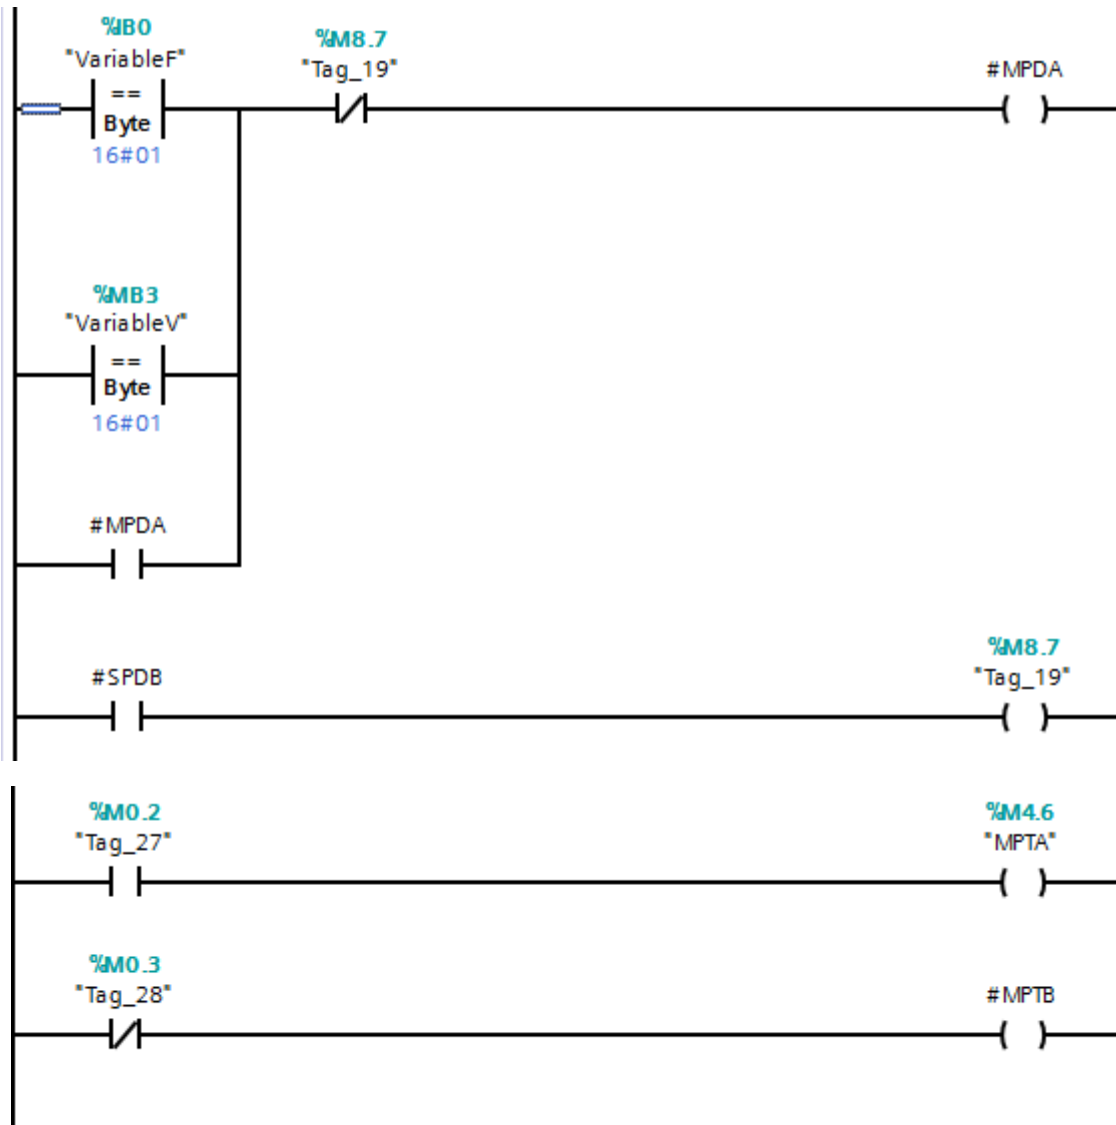 %IB0
"VariableF"
==
Byte
16#01
%M8.7
"Tag_19"
#MPDA
%MB3
"VariableV"
==
Byte
16#01
#MPDA
#SPDB
%M8.7
"Tag_19"
%M0.2
"Tag_27"
%M4.6
"MPTA"
%M0.3
"Tag_28"
#MPTB